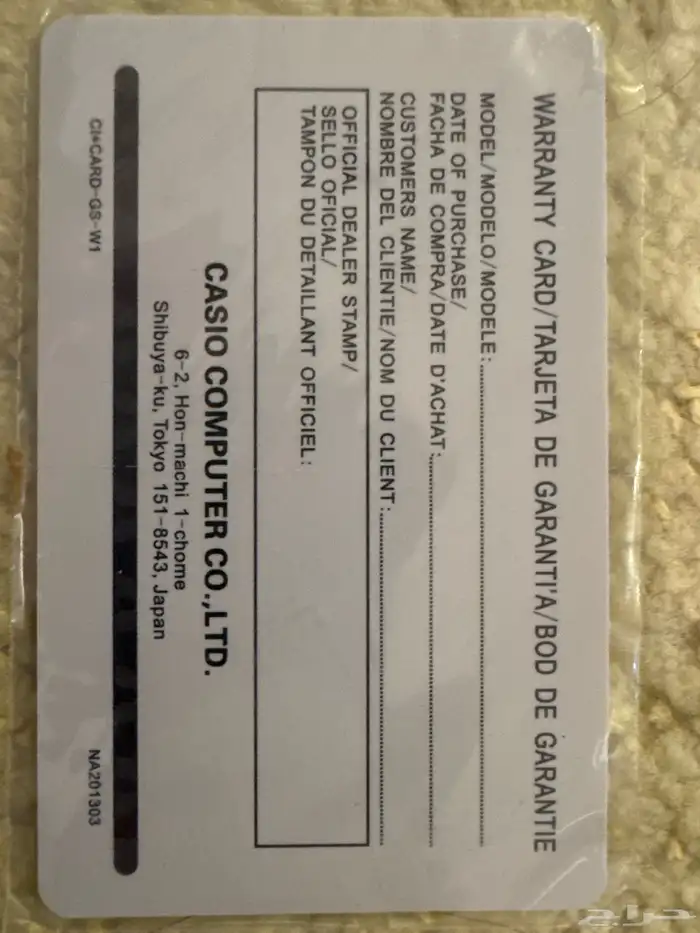 WARRANTY CARD/TARJETA DE GARANTI'A/BOD DE GARANTIE
MODEL/MODELO/MODELE:
DATE OF PURCHASE/
FACHA DE COMPRA/DATE D'ACHAT:
CUSTOMERS NAME/
NOMBRE DEL CLIENTIE/NOM DU CLIENT:
OFFICIAL DEALER STAMP/
SELLO OFICIAL/
TAMPON DU DETAILLANT OFFICIEL:
CASIO COMPUTER CO.,LTD.
6-2, Hon-machi 1-chome
Shibuya-ku, Tokyo 151-8543, Japan
CI*CARD-GS-W1 NA201303
حراج